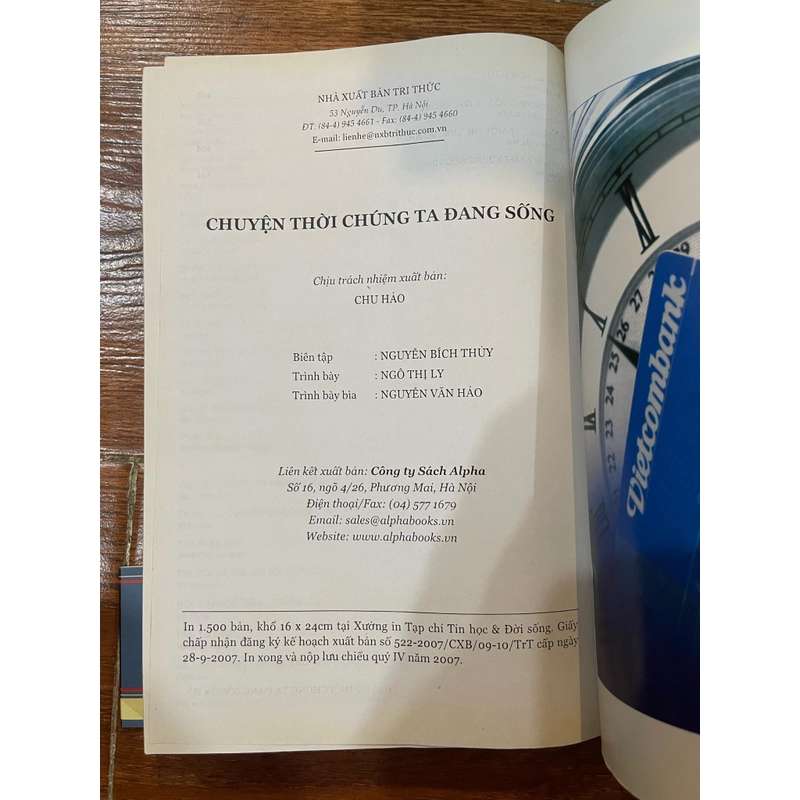 NHÀ XUẤT BẢN TRI THỨC
53 Nguyễn Du, TP. Hà Nội
ĐT: (84-4) 945 4661 - Fax: (84-4) 945 4660
E-mail: lienhe@nxbtrithuc.com.vn
CHUYỆN THỜI CHÚNG TA ĐANG SỐNG
Chịu trách nhiệm xuất bản:
CHU HẢO
Biên tập : NGUYỄN BÍCH THỦY
Trình bày : NGÔ THỊ LY
Trình bày bìa : NGUYỄN VĂN HẢO
Liên kết xuất bản: Công ty Sách Alpha
Số 16, ngõ 4/26, Phương Mai, Hà Nội
Điện thoại/Fax: (04) 577 1679
Email: sales@alphabooks.vn
Website: www.alphabooks.vn
In 1.500 bản, khổ 16 x 24cm tại Xưởng in Tạp chí Tin học & Đời sống. Giấy
chấp nhận đăng ký kế hoạch xuất bản số 522-2007/CXB/09-10/TrT cấp ngày
28-9-2007. In xong và nộp lưu chiểu quý IV năm 2007.
Vietcombank
22 23 24 25 26
29